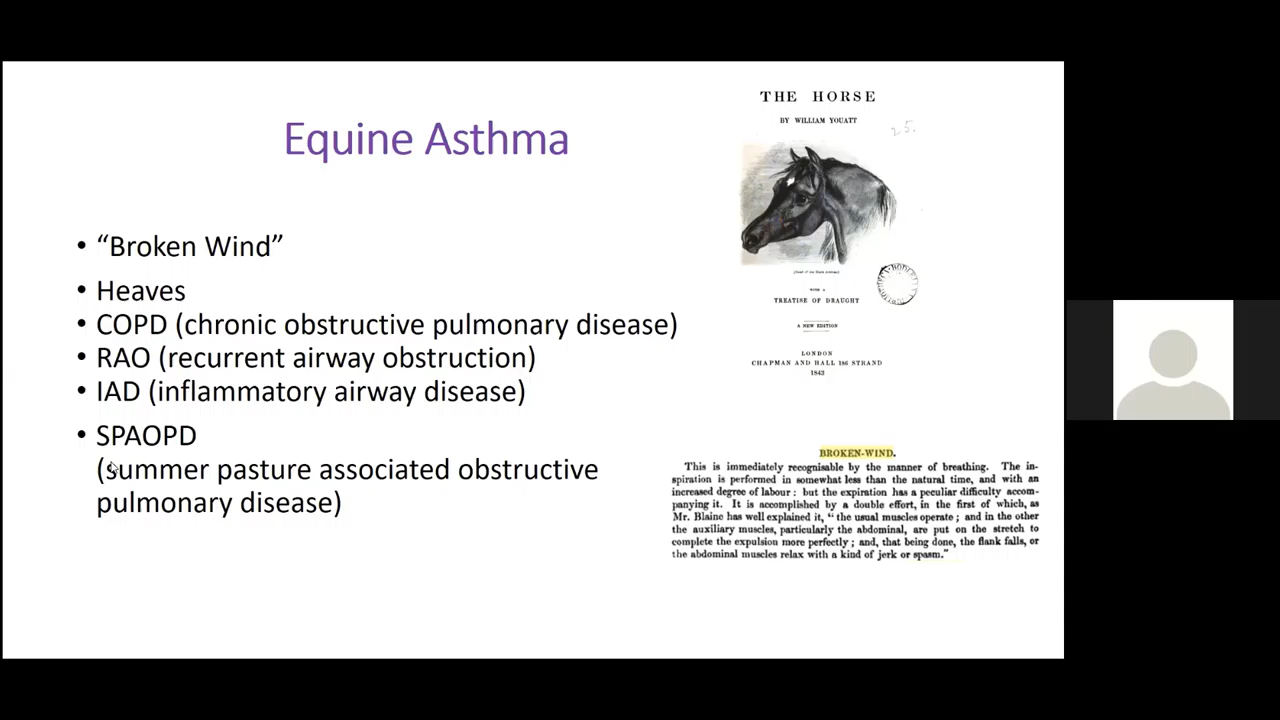 Equine Asthma
• “Broken Wind”
• Heaves
• COPD (chronic obstructive pulmonary disease)
• RAO (recurrent airway obstruction)
• IAD (inflammatory airway disease)
• SPAOPD
(summer pasture associated obstructive
pulmonary disease)
THE HORSE
BY WILLIAM YOUATT
25.
WITH A
TREATISE OF DRAUGHT
A NEW EDITION
LONDON
CHAPMAN AND HALL 186 STRAND
1843
BROKEN-WIND.
This is immediately recognisable by the manner of breathing. The in-
spiration is performed in somewhat less than the natural time, and with an
increased degree of labour: but the expiration has a peculiar difficulty accom-
panying it. It is accomplished by a double effort, in the first of which, as
Mr. Blaine has well explained it, “ the usual muscles operate ; and in the other
the auxiliary muscles, particularly the abdominal, are put on the stretch to
complete the expulsion more perfectly ; and, that being done, the flank falls, or
the abdominal muscles relax with a kind of jerk or spasm.”